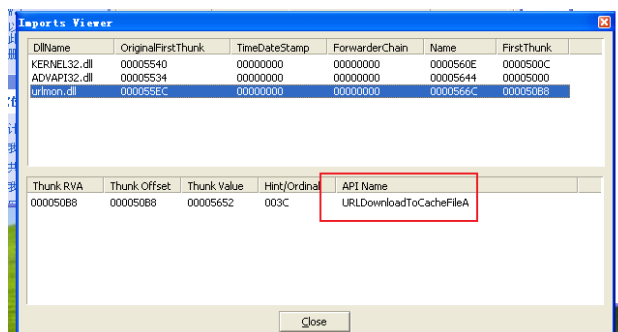 Imports Viewer
DllName OriginalFirstThunk TimeDateStamp ForwarderChain Name FirstThunk
KERNEL32.dll 00005540 00000000 00000000 0000560E 0000500C
ADVAPI32.dll 00005534 00000000 00000000 00005644 00005000
urlmon.dll 000055EC 00000000 00000000 0000566C 000050B8
Thunk RVA Thunk Offset Thunk Value Hint/Ordinal API Name
000050B8 000050B8 00005652 003C URLDownloadToCacheFileA
Close